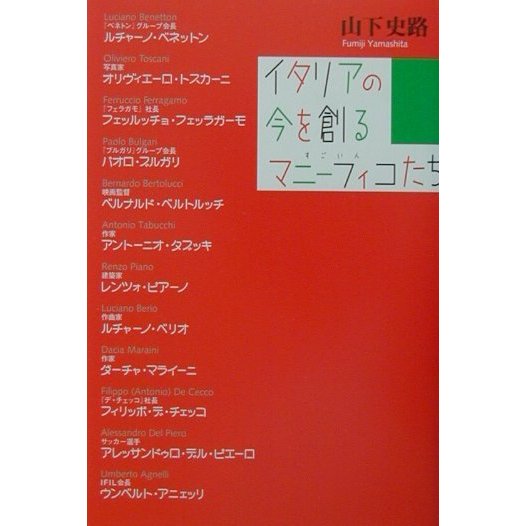 山下史路
Fumiji Yamashita
イタリアの
今を創る
すごいん
マニーフィコたち
Luciano Benetton
「ベネトン」グループ会長
ルチャーノ・ベネットン
Oliviero Toscani
写真家
オリヴィエーロ・トスカーニ
Ferruccio Ferragamo
「フェラガモ」社長
フェッルッチョ・フェッラガーモ
Paolo Bulgari
「ブルガリ」グループ会長
パオロ・ブルガリ
Bernardo Bertolucci
映画監督
ベルナルド・ベルトルッチ
Antonio Tabucchi
作家
アントーニオ・タブッキ
Renzo Piano
建築家
レンツォ・ピアーノ
Luciano Berio
作曲家
ルチャーノ・ベリオ
Dacia Maraini
作家
ダーチャ・マライーニ
Filippo (Antonio) De Cecco
「デ・チェッコ」社長
フィリッポ・デ・チェッコ
Alessandro Del Piero
サッカー選手
アレッサンドゥロ・デル・ピエーロ
Umberto Agnelli
IFIL会長
ウンベルト・アニェッリ